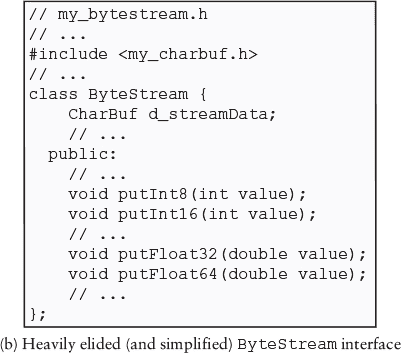 // my_bytestream.h
// ...
#include <my_charbuf.h>
// ...
class ByteStream {
    CharBuf d_streamData;
    // ...
  public:
    // ...
    void putInt8(int value);
    void putInt16(int value);
    // ...
    void putFloat32(double value);
    void putFloat64(double value);
    // ...
};
(b) Heavily elided (and simplified) ByteStream interface